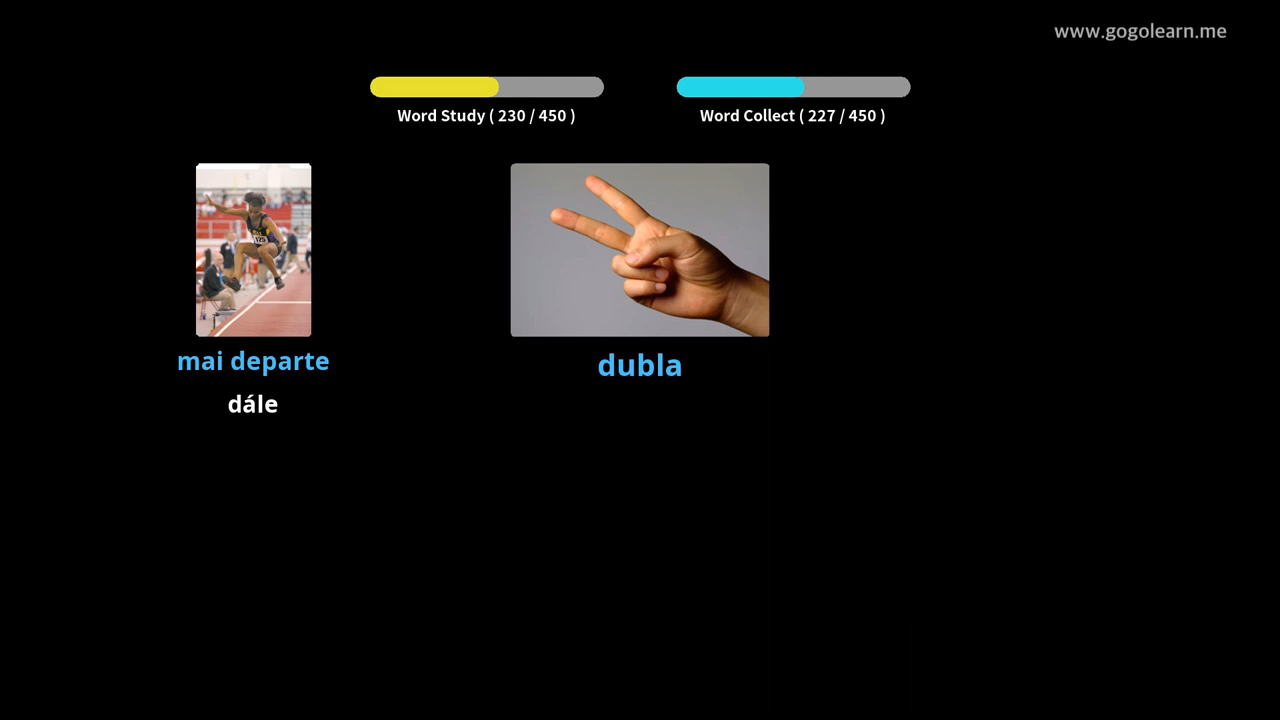 www.gogolearn.me
Word Study ( 230 / 450 )
Word Collect ( 227 / 450 )
mai departe
dubla
dále